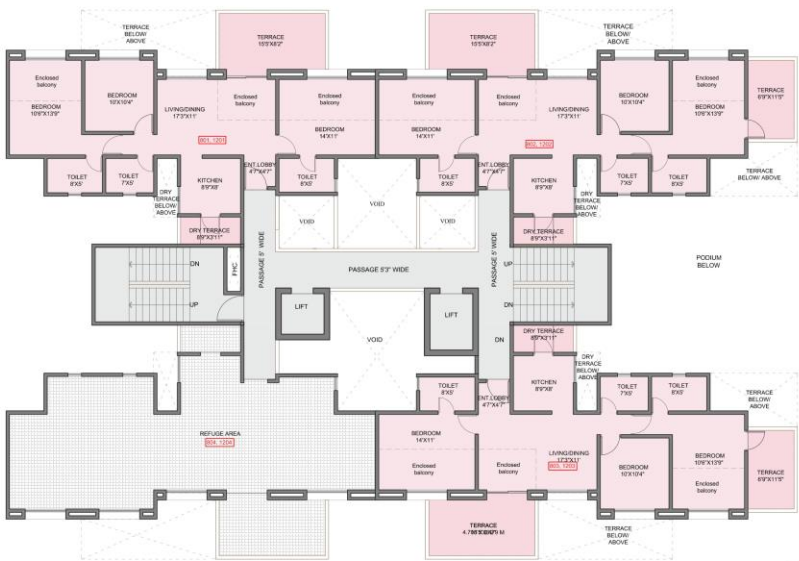 TERRACE
BELOW/
ABOVE
TERRACE
15'5"X8'2"
TERRACE
15'5"X8'2"
TERRACE
BELOW/
ABOVE
Enclosed
balcony
BEDROOM
10'6"X13'9"
BEDROOM
10'X10'4"
LIVING/DINING
17'3"X11'
Enclosed
balcony
Enclosed
balcony
BEDROOM
14'X11'
Enclosed
balcony
BEDROOM
14'X11'
Enclosed
balcony
LIVING/DINING
17'3"X11'
BEDROOM
10'X10'4"
Enclosed
balcony
BEDROOM
10'6"X13'9"
TERRACE
6'9"X11'5"
TOILET
8'X5'
TOILET
7'X5'
KITCHEN
8'9"X8'
ENT.LOBBY
4'7"X4'7"
TOILET
8'X5'
TOILET
8'X5'
ENT.LOBBY
4'7"X4'7"
KITCHEN
8'9"X8'
TOILET
7'X5'
TOILET
8'X5'
TERRACE
BELOW/ ABOVE
DRY
TERRACE
BELOW/
ABOVE
DRY
TERRACE
BELOW/
ABOVE
VOID
VOID
VOID
DRY TERRACE
8'9"X3'11"
DRY TERRACE
8'9"X3'11"
DN
UP
FHC
PASSAGE 5' WIDE
PASSAGE 5'3" WIDE
PASSAGE 5' WIDE
UP
DN
PODIUM
BELOW
LIFT
LIFT
VOID
DN
DRY TERRACE
8'9"X3'11"
DRY
TERRACE
BELOW/
ABOVE
TOILET
8'X5'
ENT.LOBBY
4'7"X4'7"
KITCHEN
8'9"X8'
TOILET
7'X5'
TOILET
8'X5'
TERRACE
BELOW/
ABOVE
REFUGE AREA
BEDROOM
14'X11'
Enclosed
balcony
Enclosed
balcony
LIVING/DINING
17'3"X11'
BEDROOM
10'X10'4"
BEDROOM
10'6"X13'9"
Enclosed
balcony
TERRACE
6'9"X11'5"
TERRACE
TERRACE
BELOW/
ABOVE